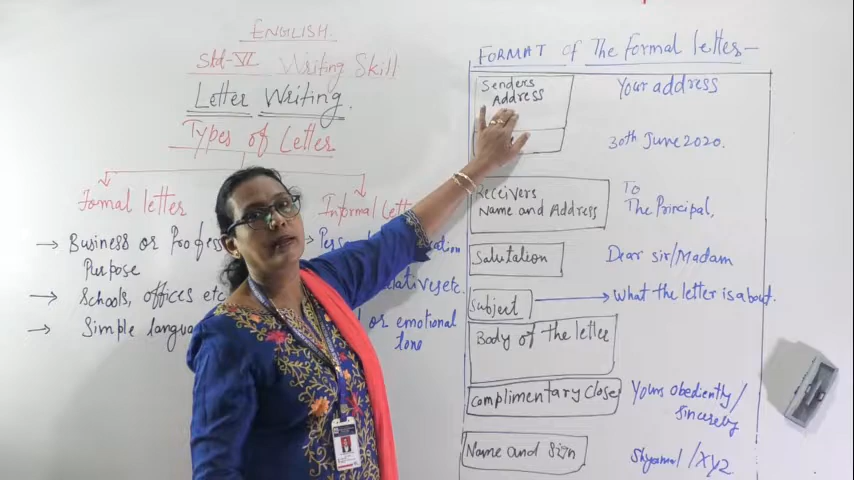 ENGLISH.
Std-VI Writing Skill
Letter Writing.
Types of Letter
Formal letter
Informal Lett
→ Business or Profess
Purpose
→ Schools, offices etc
→ Simple langua
Person
lativesetc.
or emotional
tone
FORMAT of The Formal letter—
Senders
Address
Your address
30th June 2020.
Receivers
Name and Address
To
The Principal,
Salutation
Dear sir/Madam
Subject → What the letter is about.
Body of the letter
Complimentary Close
Yours obediently/
sincerely
Name and Sign
Shyamal /XYZ